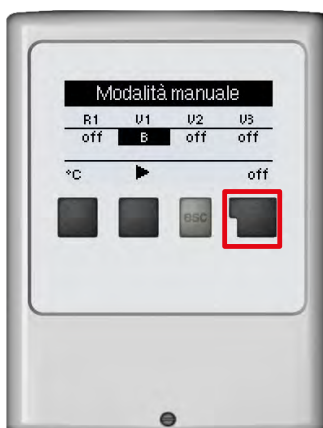 Modalità manuale
R1 V1 V2 V3
off B off off
°C off
esc